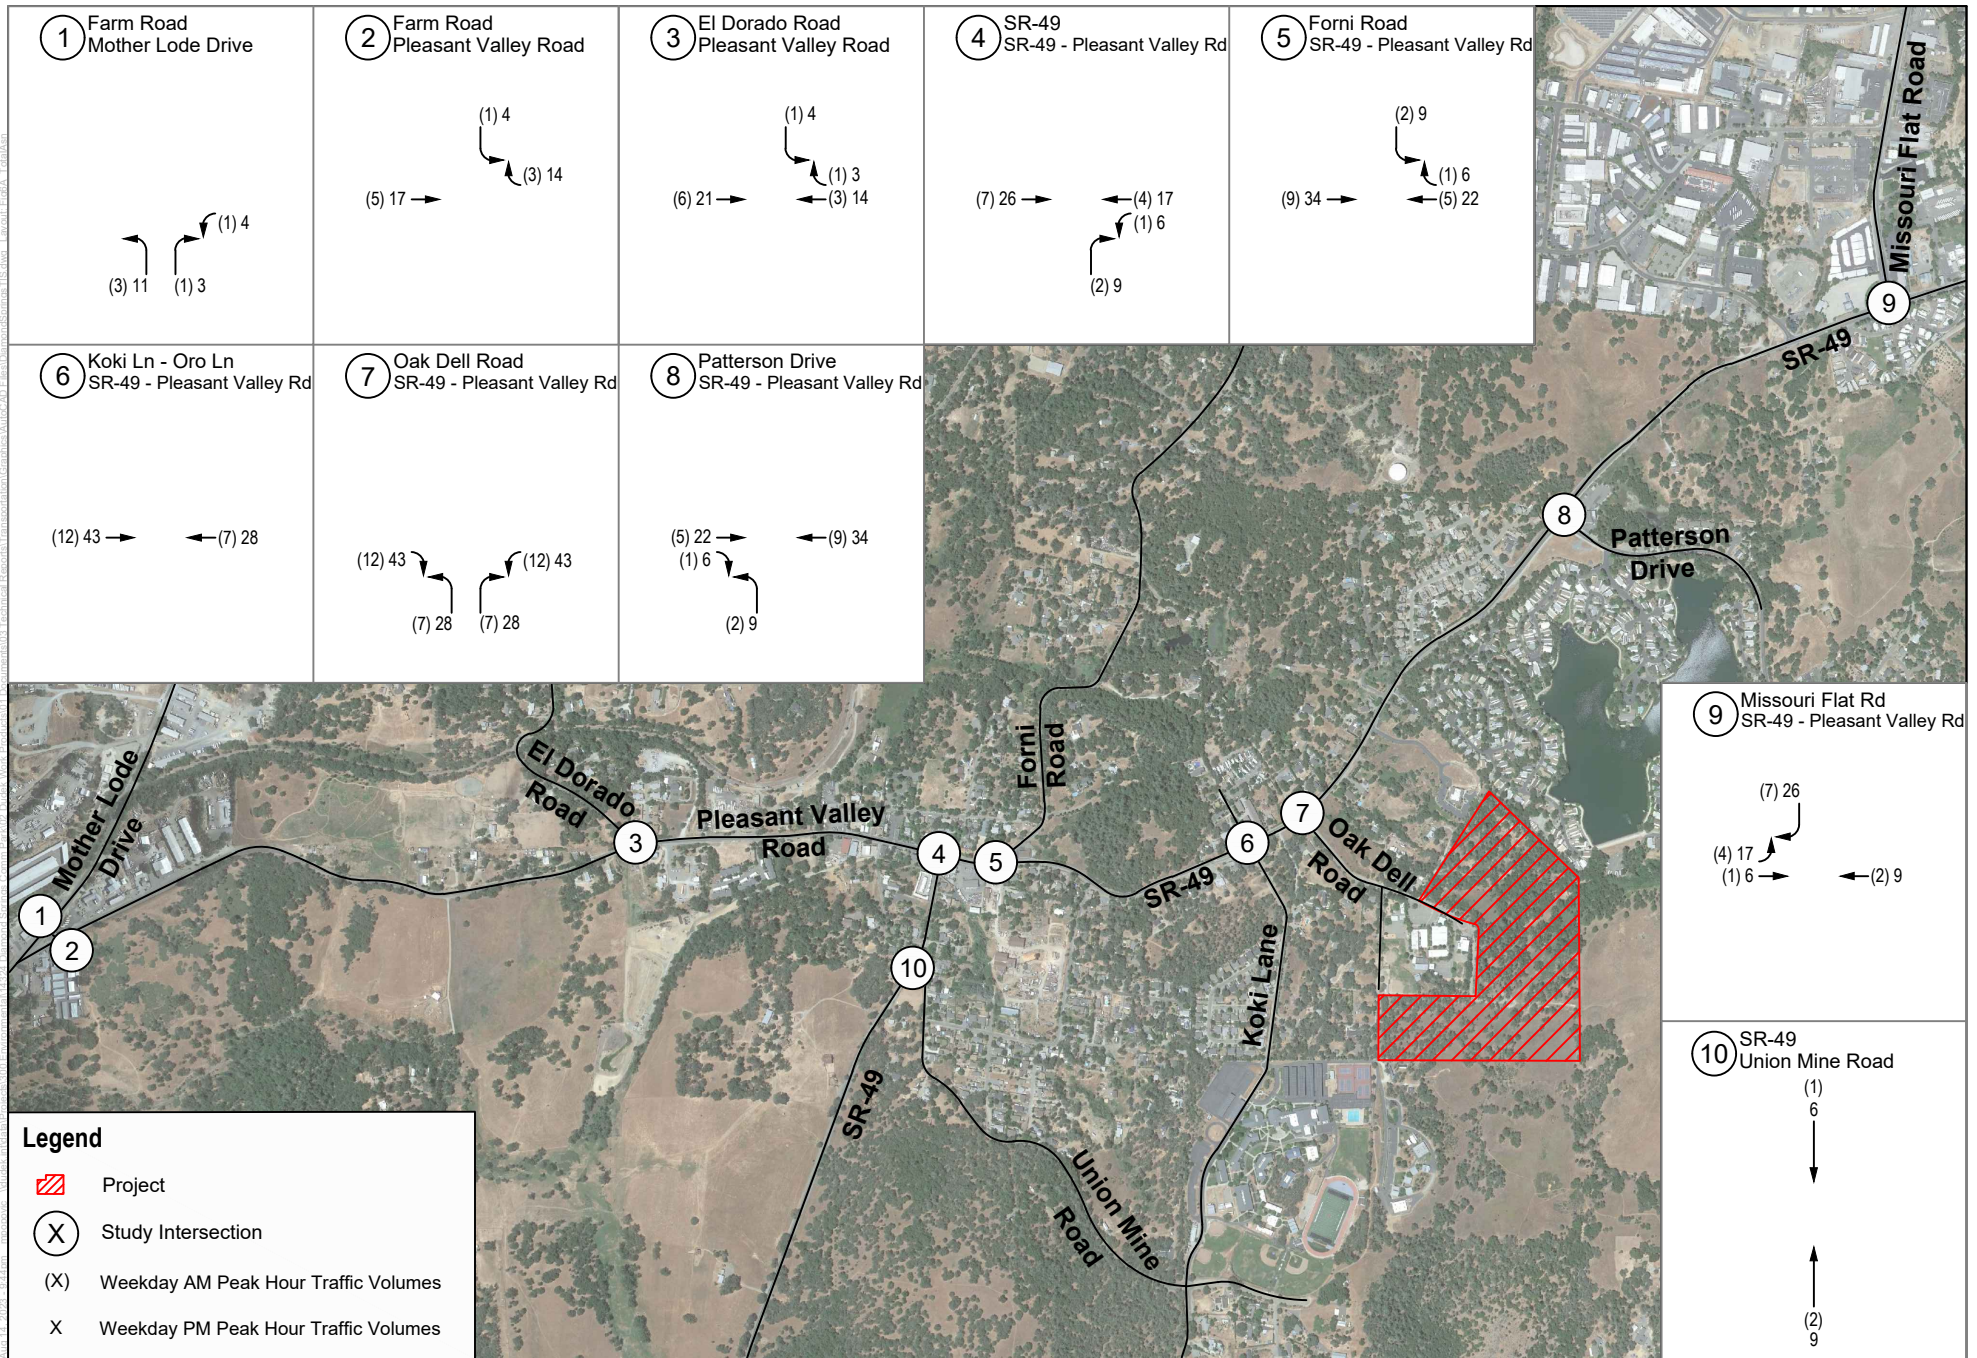 1
Farm Road
Mother Lode Drive
(1) 4
(3) 11
(1) 3
2
Farm Road
Pleasant Valley Road
(1) 4
(3) 14
(5) 17
3
El Dorado Road
Pleasant Valley Road
(1) 4
(1) 3
(6) 21
(3) 14
4
SR-49
SR-49 - Pleasant Valley Rd
(7) 26
(4) 17
(1) 6
(2) 9
5
Forni Road
SR-49 - Pleasant Valley Rd
(2) 9
(1) 6
(9) 34
(5) 22
6
Koki Ln - Oro Ln
SR-49 - Pleasant Valley Rd
(12) 43
(7) 28
7
Oak Dell Road
SR-49 - Pleasant Valley Rd
(12) 43
(12) 43
(7) 28
(7) 28
8
Patterson Drive
SR-49 - Pleasant Valley Rd
(5) 22
(9) 34
(1) 6
(2) 9
Missouri Flat Road
9
SR-49
8
Patterson
Drive
9
Missouri Flat Rd
SR-49 - Pleasant Valley Rd
(7) 26
(4) 17
(1) 6
(2) 9
10
SR-49
Union Mine Road
(1)
6
(2)
9
Mother Lode
Drive
El Dorado
Road
Pleasant Valley
Road
Forni
Road
1
2
3
4
5
6
7
10
SR-49
Oak Dell
Road
Koki Lane
SR-49
Union Mine
Road
Legend
Project
X
Study Intersection
(X)
Weekday AM Peak Hour Traffic Volumes
X
Weekday PM Peak Hour Traffic Volumes